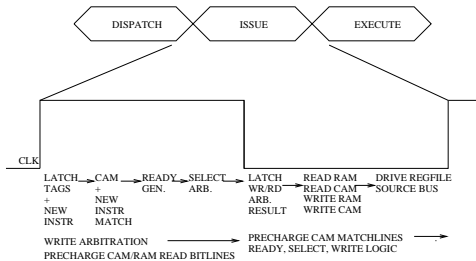 DISPATCH ISSUE EXECUTE
CLK
LATCH CAM READY SELECT LATCH READ RAM DRIVE REGFILE
TAGS + GEN. ARB. WR/RD READ CAM SOURCE BUS
+ NEW ARB. WRITE RAM
NEW INSTR RESULT WRITE CAM
INSTR MATCH
WRITE ARBITRATION PRECHARGE CAM MATCHLINES
PRECHARGE CAM/RAM READ BITLINES READY, SELECT, WRITE LOGIC